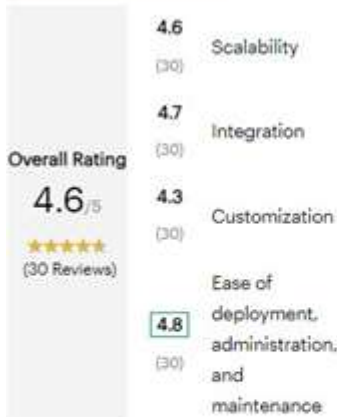 Overall Rating
4.6/5
(30 Reviews)
4.6
(30)
Scalability
4.7
(30)
Integration
4.3
(30)
Customization
4.8
(30)
Ease of
deployment,
administration,
and
maintenance